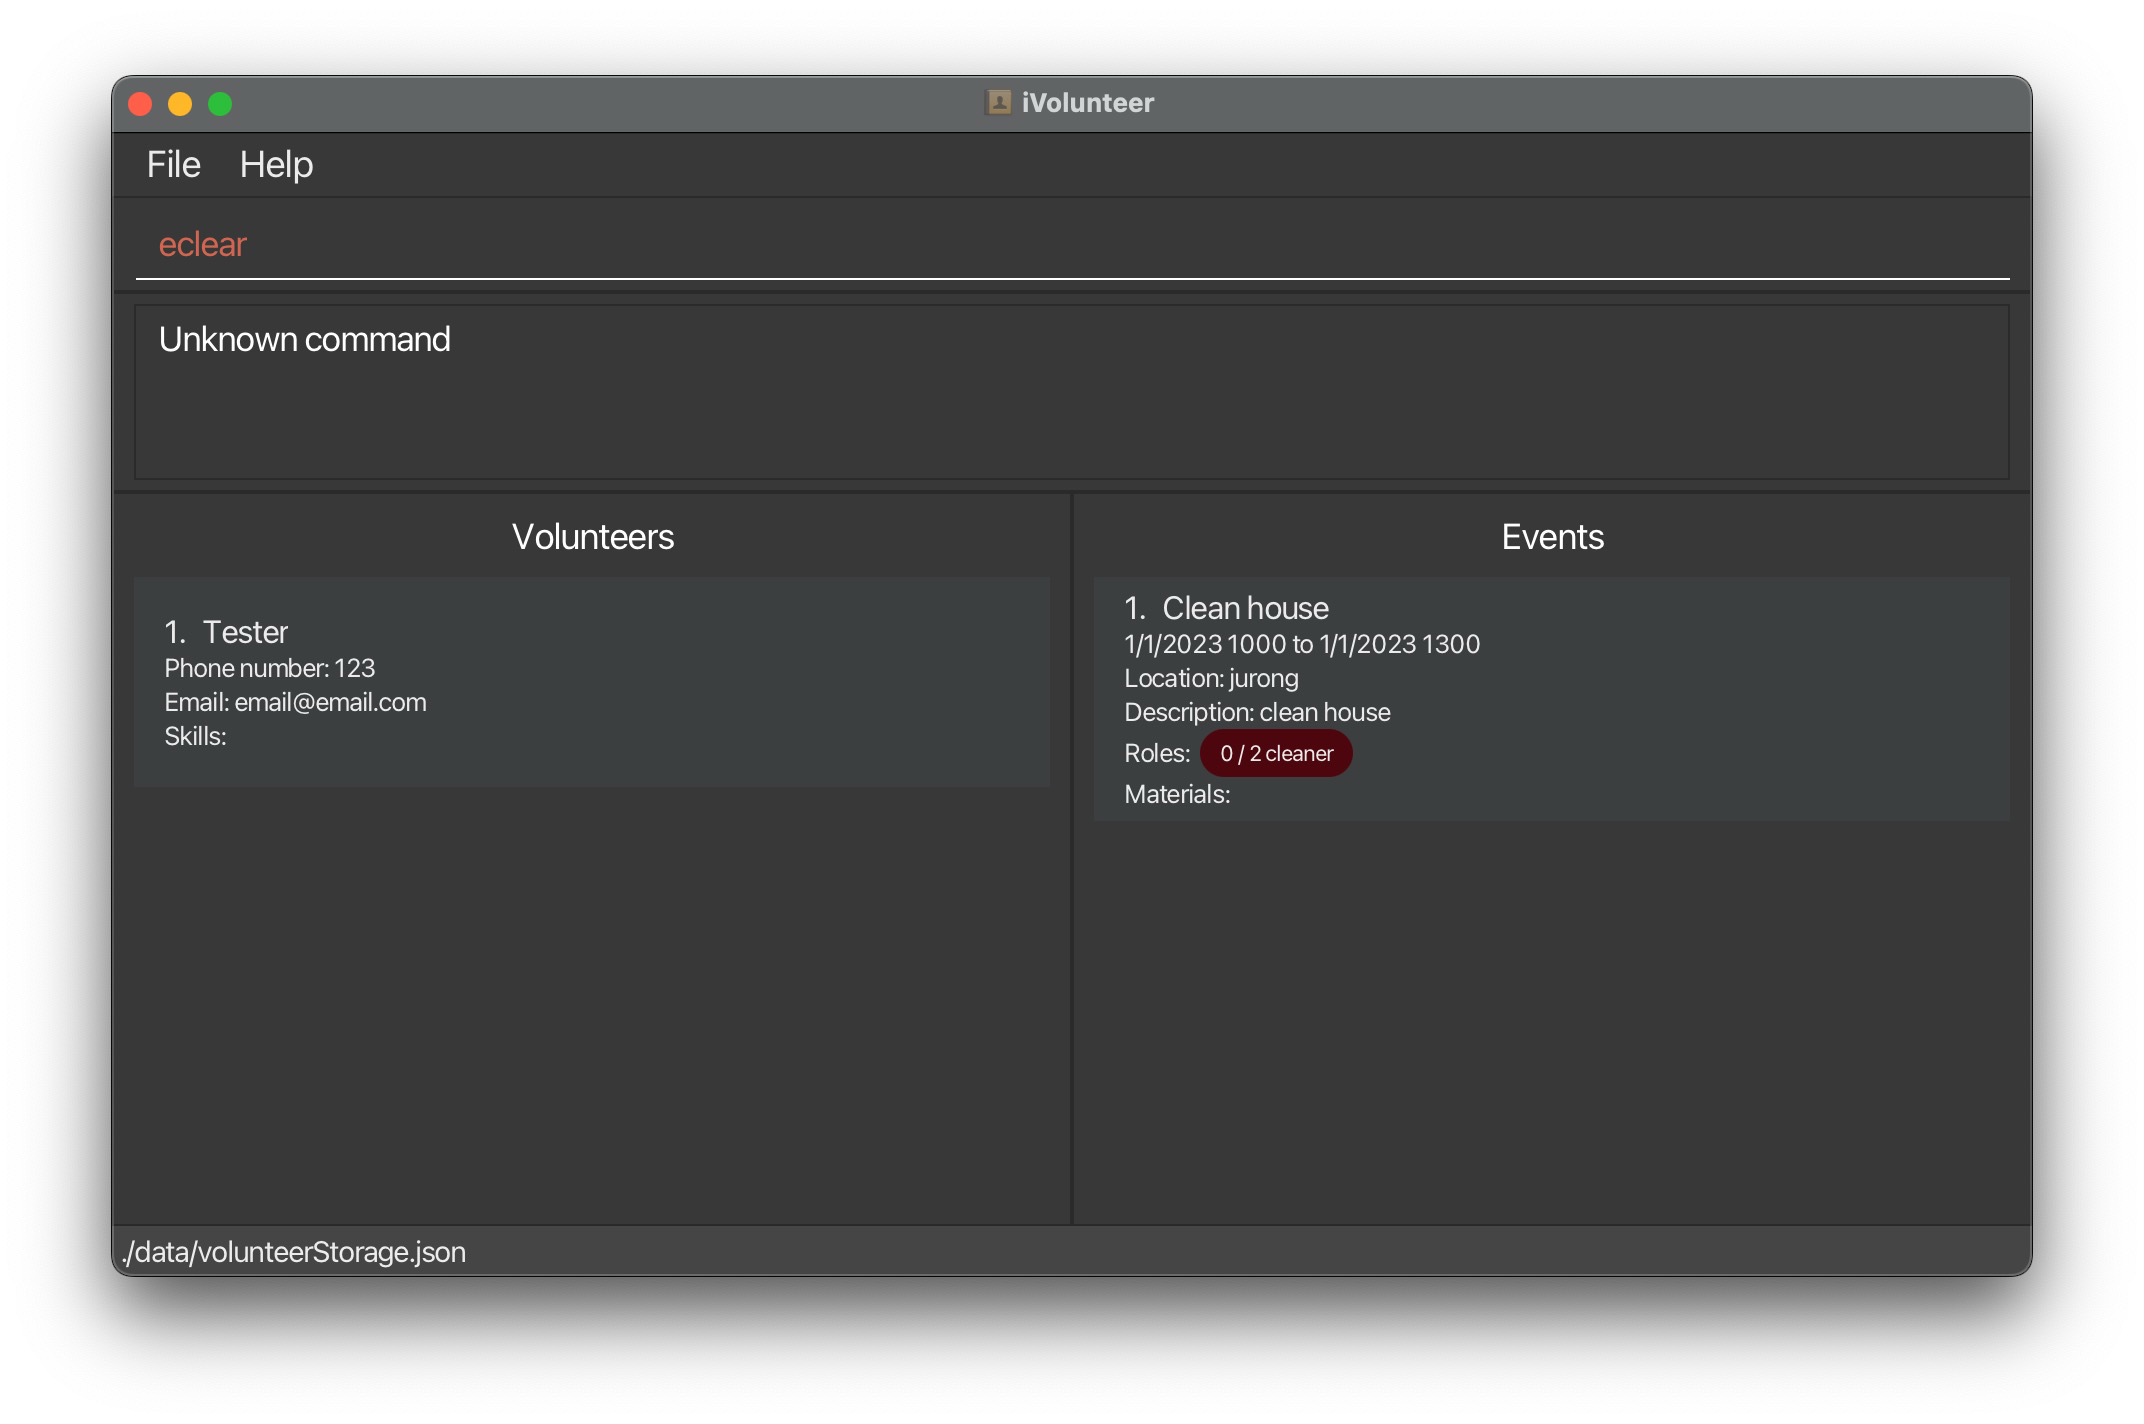 iVolunteer
File Help
eclear
Unknown command
Volunteers
1. Tester
Phone number: 123
Email: email@email.com
Skills:
Events
1. Clean house
1/1/2023 1000 to 1/1/2023 1300
Location: jurong
Description: clean house
Roles: 0 / 2 cleaner
Materials:
./data/volunteerStorage.json